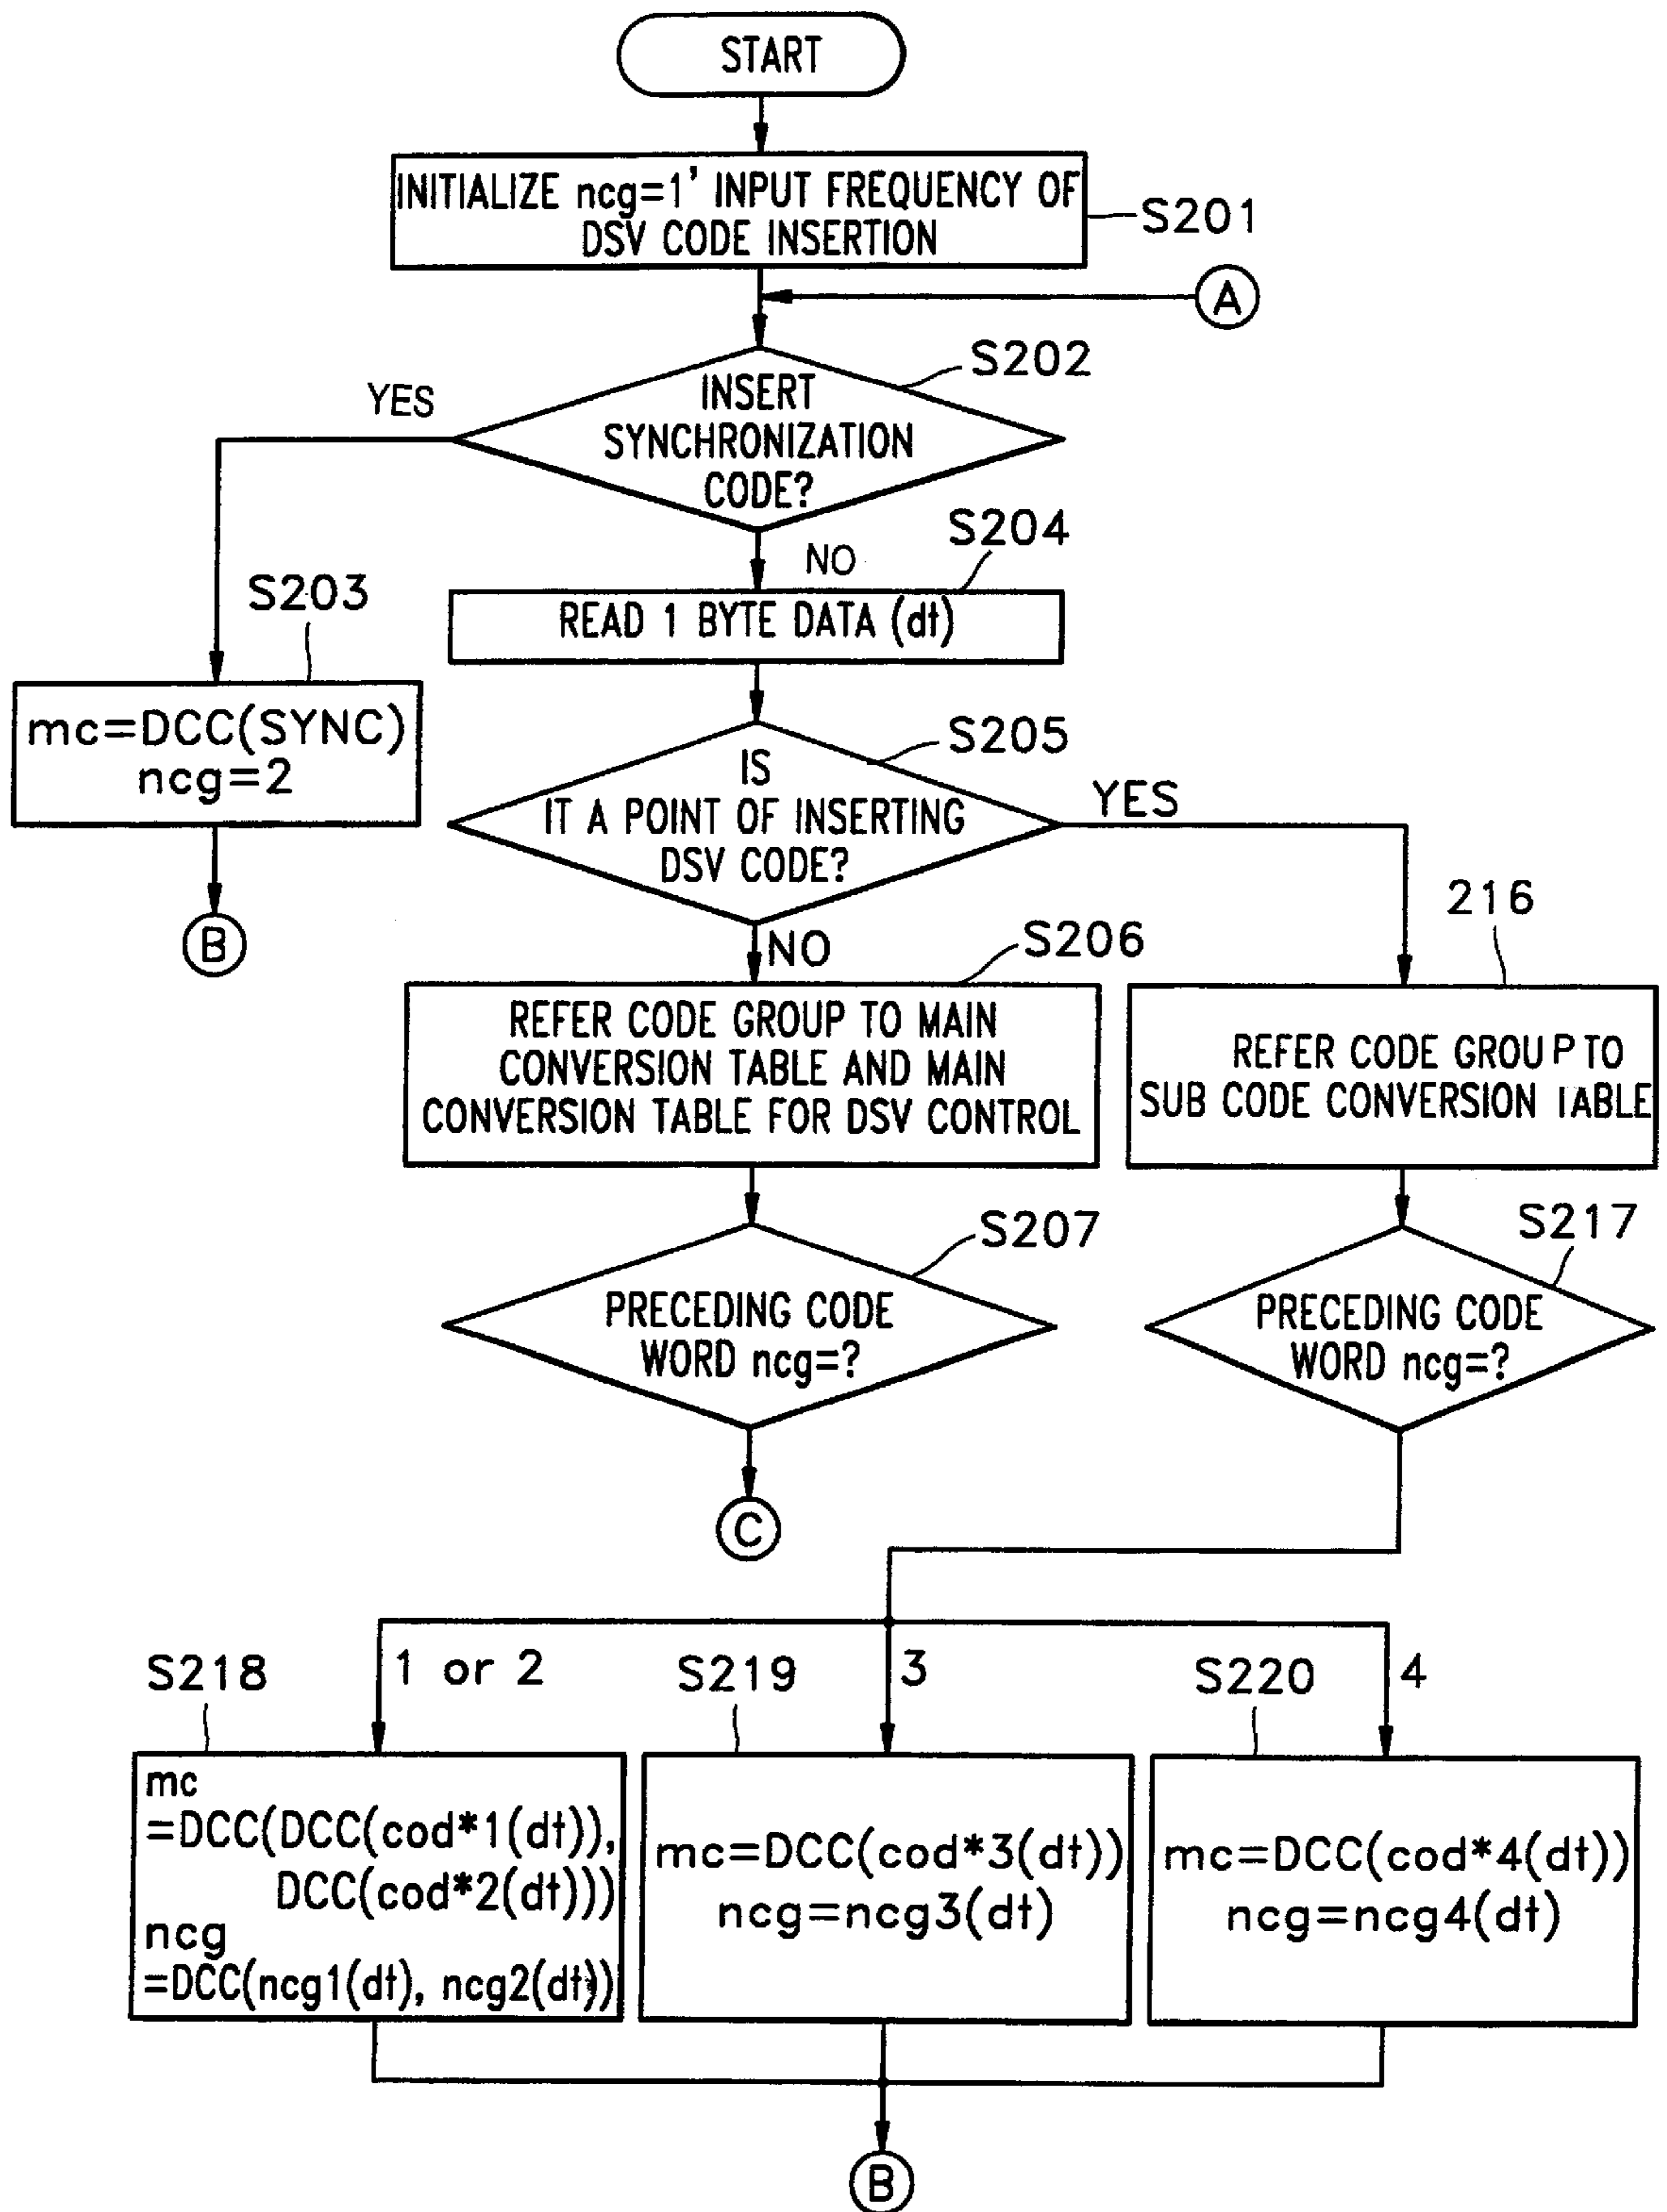 START
INITIALIZE ncg=1' INPUT FREQUENCY OF
DSV CODE INSERTION
S201
A
S202
INSERT
SYNCHRONIZATION
CODE?
YES
NO
S204
READ 1 BYTE DATA (dt)
S203
mc=DCC(SYNC)
ncg=2
B
S205
IS
IT A POINT OF INSERTING
DSV CODE?
YES
NO
S206
REFER CODE GROUP TO MAIN
CONVERSION TABLE AND MAIN
CONVERSION TABLE FOR DSV CONTROL
216
REFER CODE GROUP TO
SUB CODE CONVERSION TABLE
S207
PRECEDING CODE
WORD ncg=?
C
S217
PRECEDING CODE
WORD ncg=?
S218
1 or 2
mc
=DCC(DCC(cod*1(dt)),
DCC(cod*2(dt)))
ncg
=DCC(ncg1(dt), ncg2(dt))
S219
3
mc=DCC(cod*3(dt))
ncg=ncg3(dt)
S220
4
mc=DCC(cod*4(dt))
ncg=ncg4(dt)
B